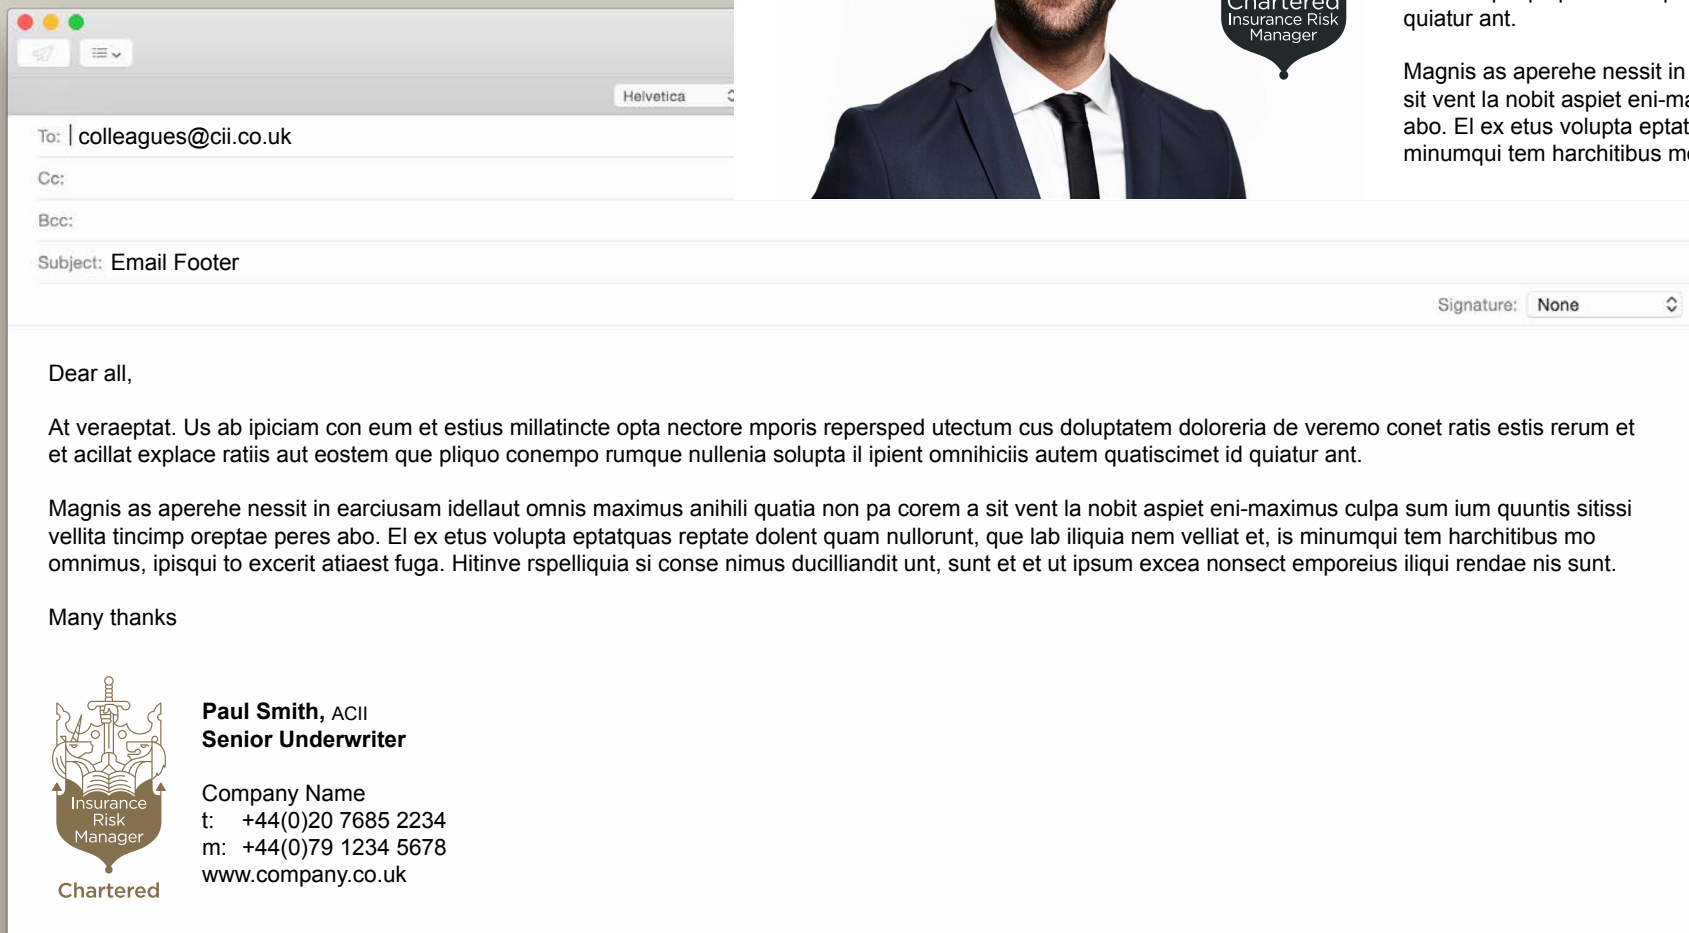 Chartered
Insurance Risk
Manager
quiatur ant.
Magnis as aperehe nessit in
sit vent la nobit aspiet eni-ma
abo. El ex etus volupta eptat
minumqui tem harchitibus mo
Helvetica
To: colleagues@cii.co.uk
Cc:
Bcc:
Subject: Email Footer
Signature: None
Dear all,
At veraeptat. Us ab ipiciam con eum et estius millatincte opta nectore mporis repersped utectum cus doluptatem doloreria de veremo conet ratis estis rerum et
et acillat explace ratiis aut eostem que pliquo conempo rumque nullenia solupta il ipient omnihiciis autem quatiscimet id quiatur ant.
Magnis as aperehe nessit in earciusam idellaut omnis maximus anihili quatia non pa corem a sit vent la nobit aspiet eni-maximus culpa sum ium quuntis sitissi
vellita tincimp oreptae peres abo. El ex etus volupta eptatquas reptate dolent quam nullorunt, que lab iliquia nem velliat et, is minumqui tem harchitibus mo
omnimus, ipisqui to excerit atiaest fuga. Hitinve rspelliquia si conse nimus ducilliandit unt, sunt et et ut ipsum excea nonsect emporeius iliqui rendae nis sunt.
Many thanks
Insurance
Risk
Manager
Chartered
Paul Smith, ACII
Senior Underwriter
Company Name
t: +44(0)20 7685 2234
m: +44(0)79 1234 5678
www.company.co.uk